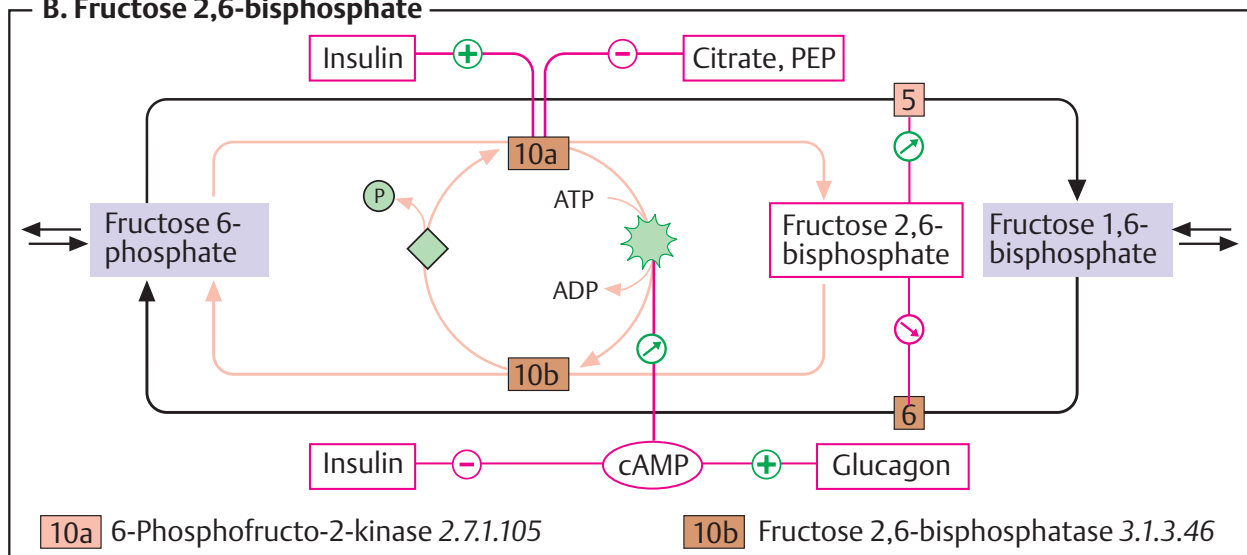 B. Fructose 2,6-bisphosphate
Insulin
+
−
Citrate, PEP
5
10a
P
ATP
Fructose 6-
phosphate
Fructose 2,6-
bisphosphate
Fructose 1,6-
bisphosphate
ADP
10b
6
Insulin
−
cAMP
+
Glucagon
10a 6-Phosphofructo-2-kinase 2.7.1.105
10b Fructose 2,6-bisphosphatase 3.1.3.46